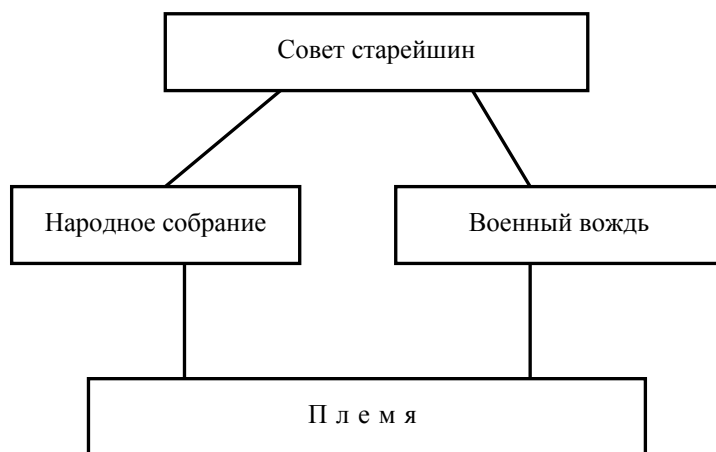 Совет старейшин
Народное собрание
Военный вождь
П л е м я